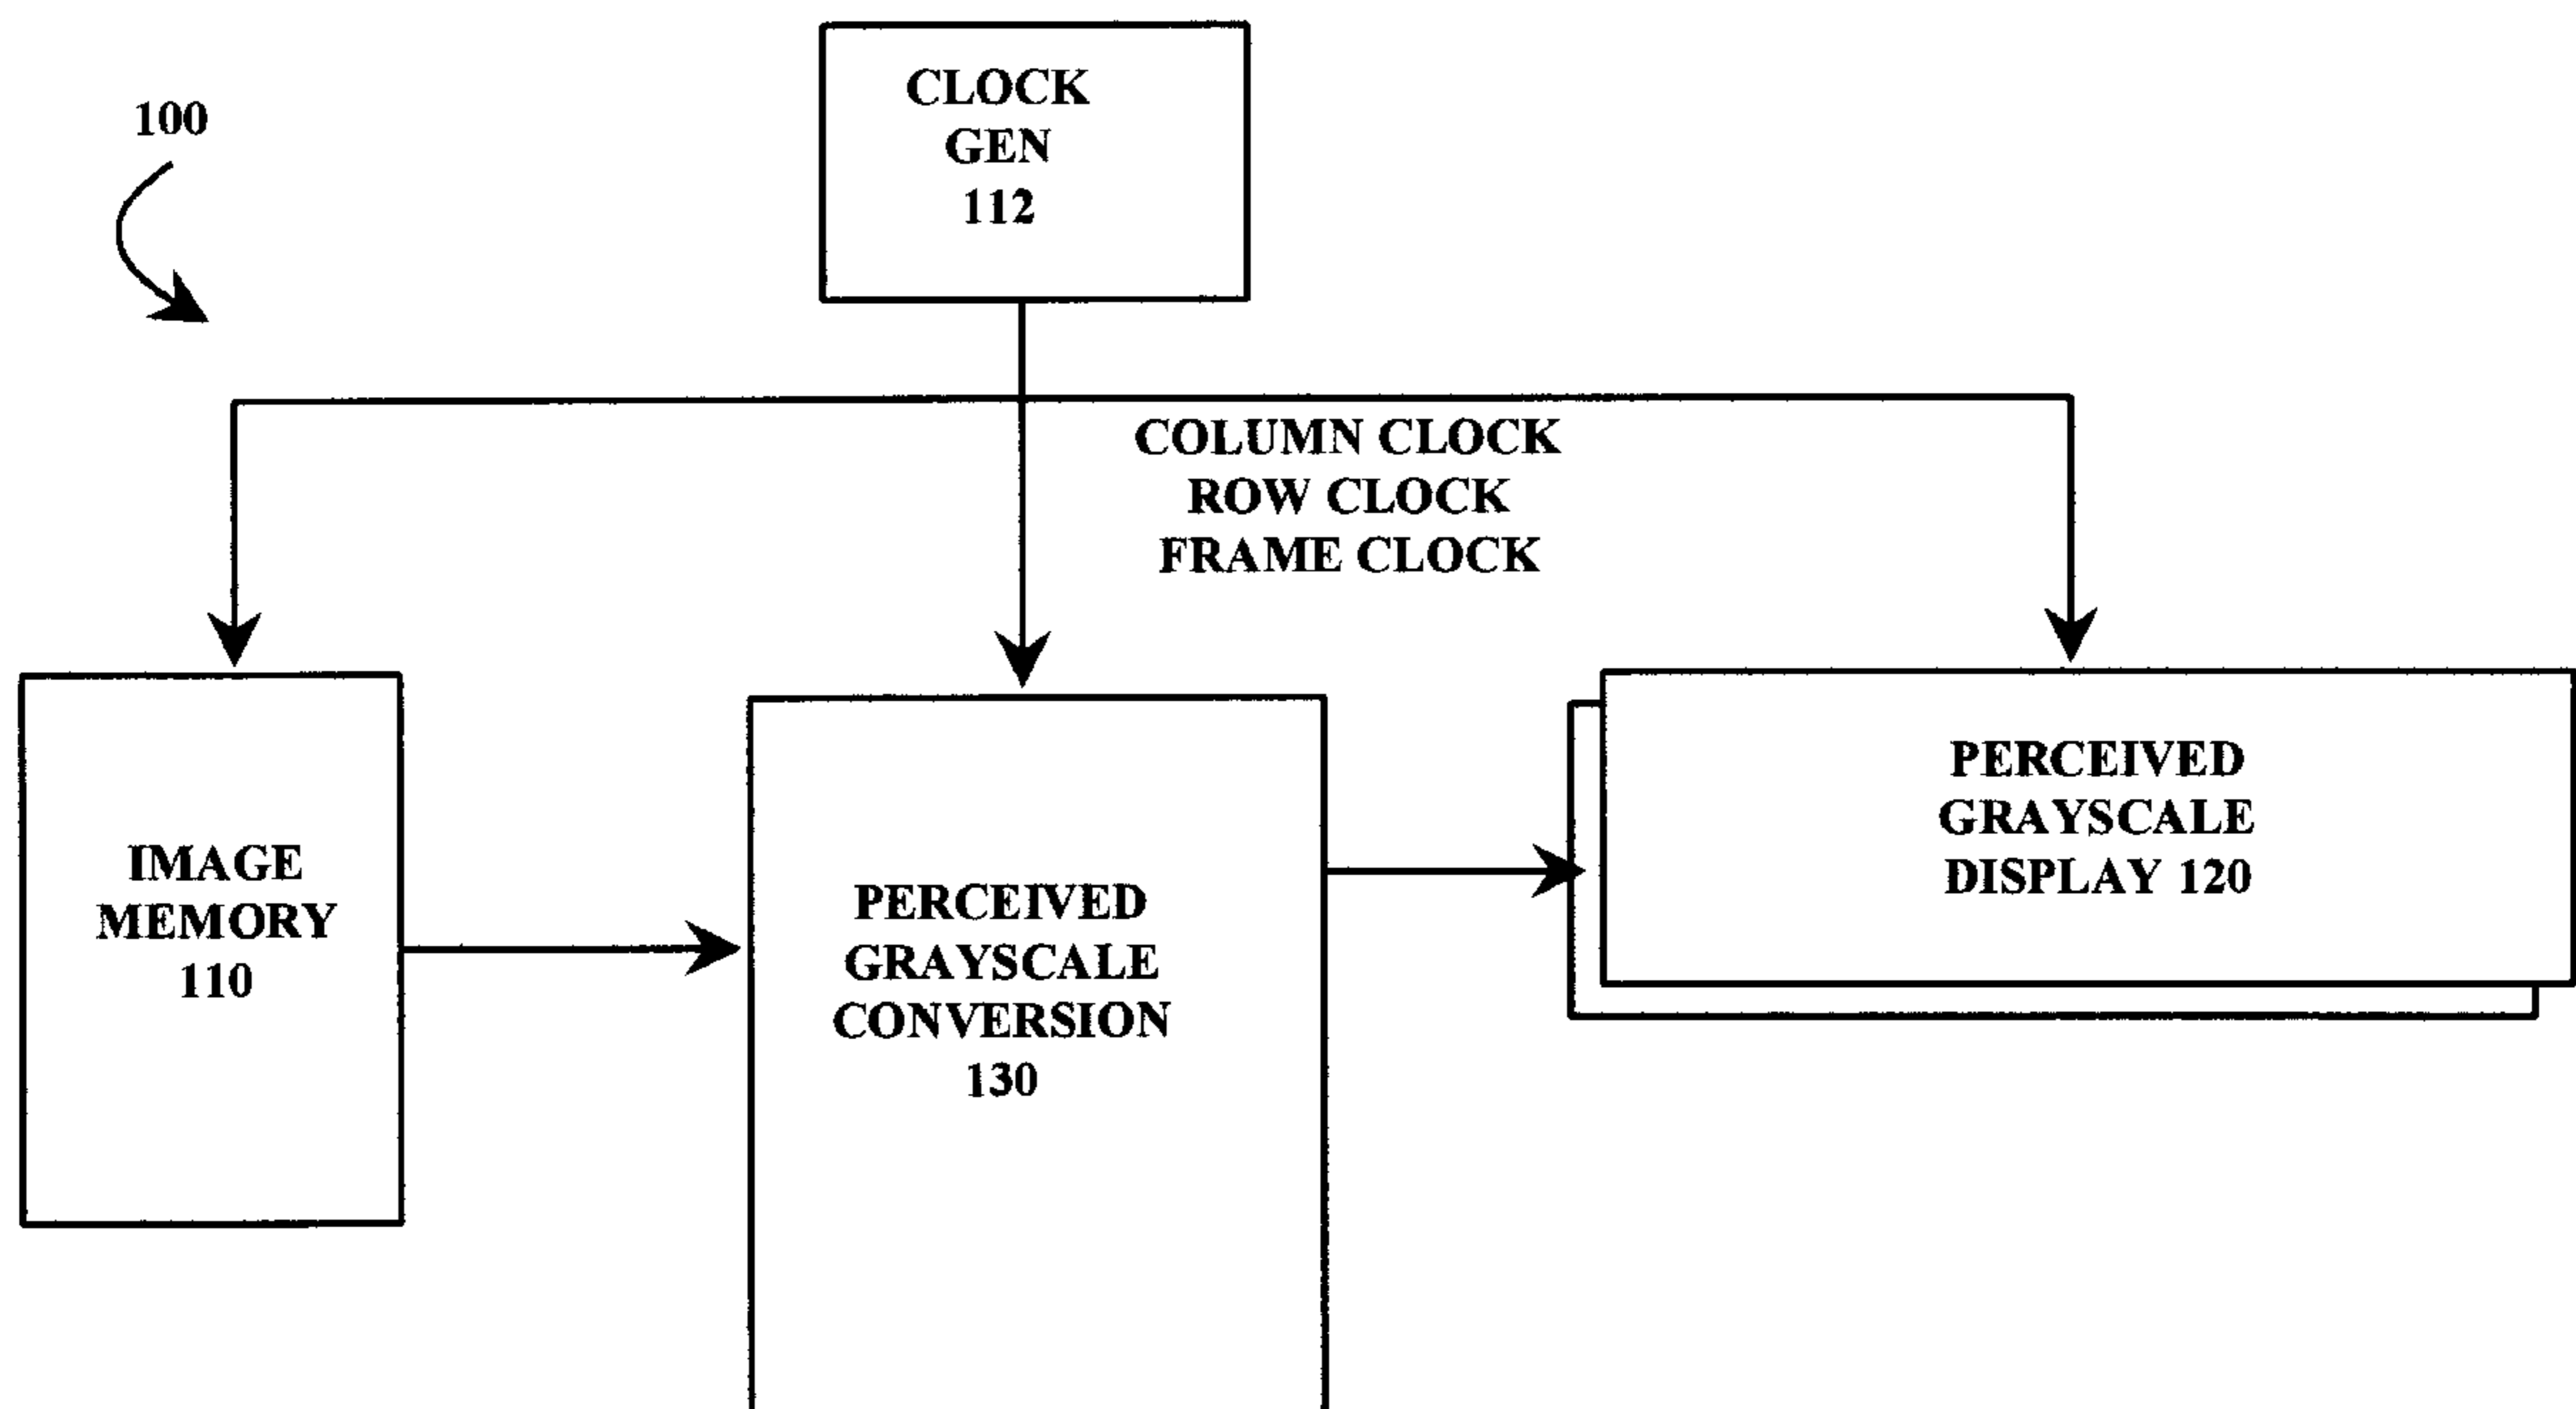 100
CLOCK
GEN
112
COLUMN CLOCK
ROW CLOCK
FRAME CLOCK
IMAGE
MEMORY
110
PERCEIVED
GRAYSCALE
CONVERSION
130
PERCEIVED
GRAYSCALE
DISPLAY 120